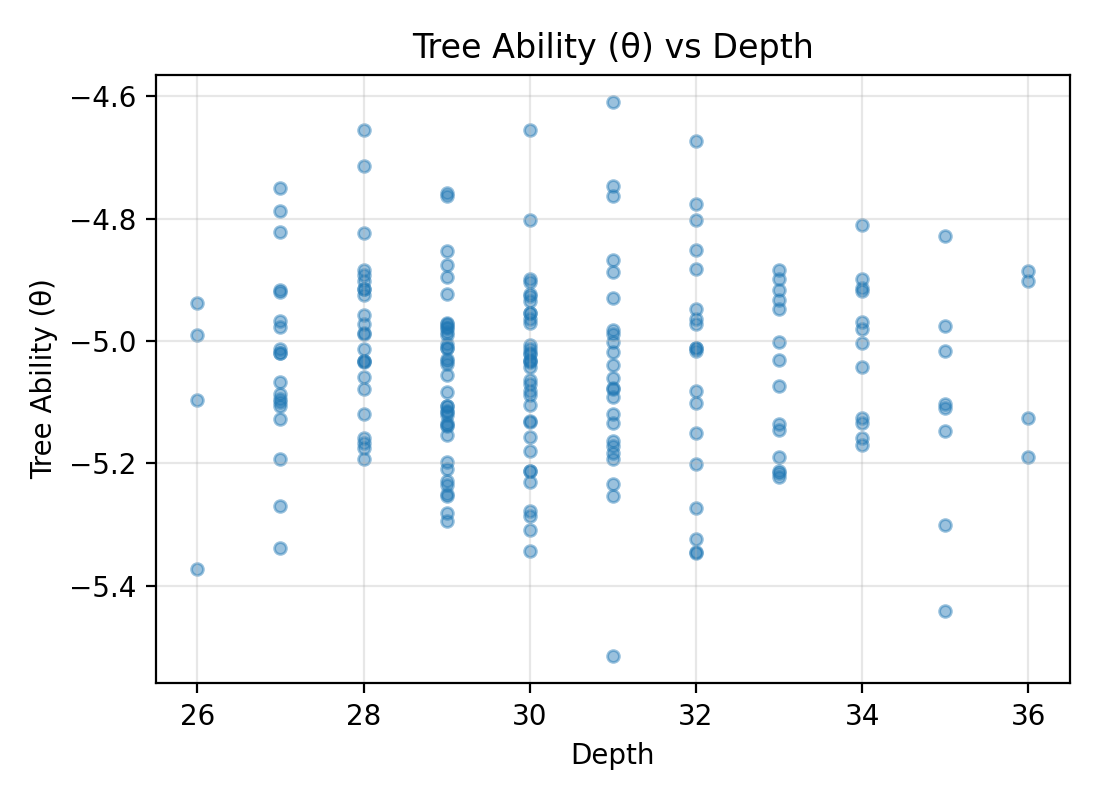 Tree Ability (θ) vs Depth
−4.6
−4.8
−5.0
−5.2
−5.4
Tree Ability (θ)
26 28 30 32 34 36
Depth